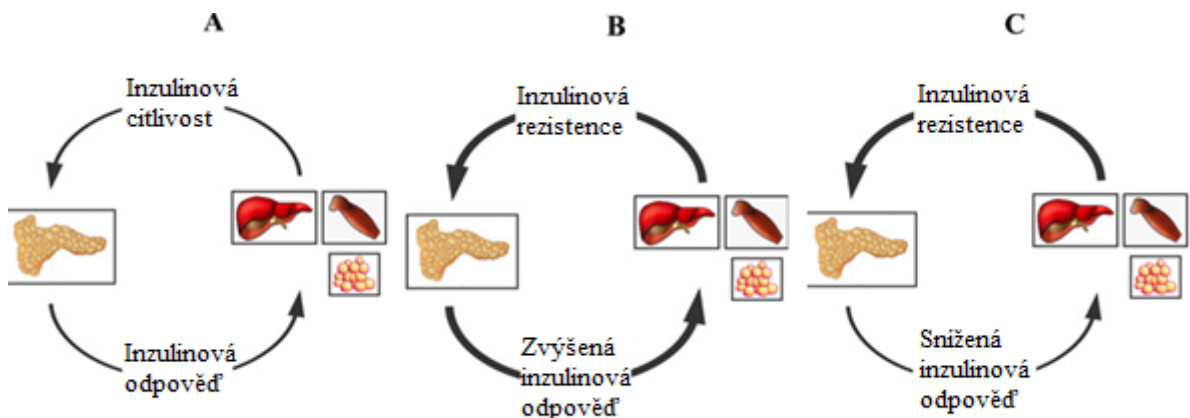 A
Inzulinová
citlivost
Inzulinová
odpověď
B
Inzulinová
rezistence
Zvýšená
inzulinová
odpověď
C
Inzulinová
rezistence
Snížená
inzulinová
odpověď